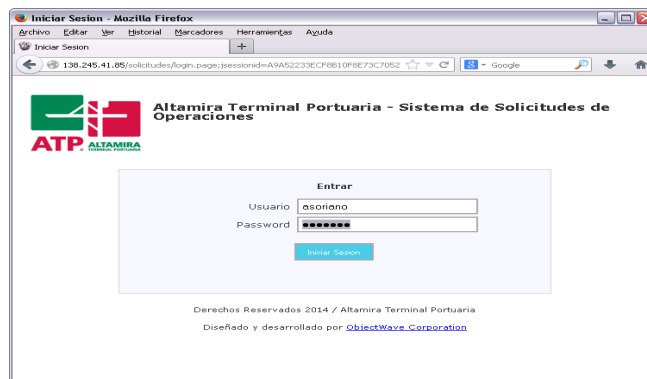 Iniciar Sesion - Mozilla Firefox
Archivo Editar Ver Historial Marcadores Herramientas Ayuda
Iniciar Sesion
138.245.41.85/solicitudes/login.page;jsessionid=A9A52233ECF8B10F8E73C7052 Google
Altamira Terminal Portuaria - Sistema de Solicitudes de
Operaciones
ATP. ALTAMIRA
TERMINAL PORTUARIA
Entrar
Usuario asoriano
Password
Iniciar Sesion
Derechos Reservados 2014 / Altamira Terminal Portuaria
Diseñado y desarrollado por ObjectWave Corporation